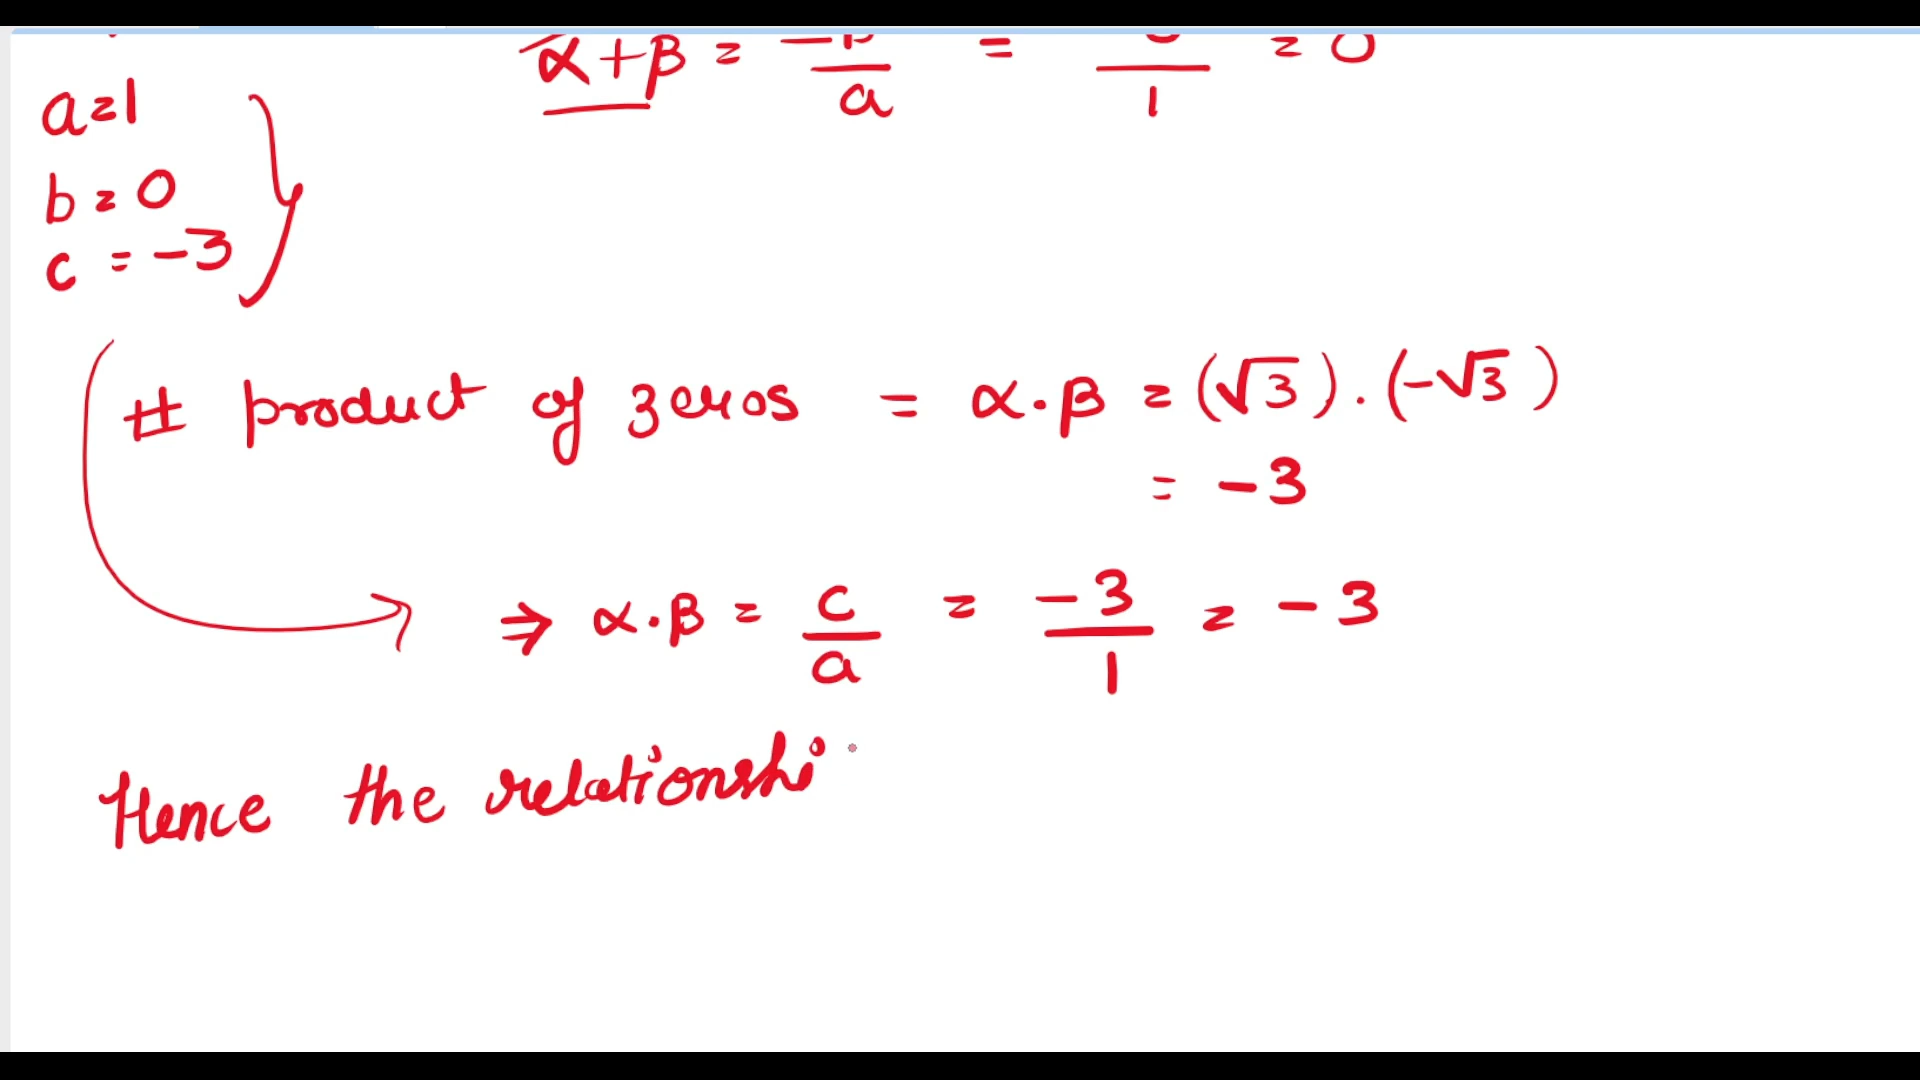 α+β = -b/a = 0/1 = 0
a=1
b=0
c = -3
# product of zeros = α.β = (√3).(-√3)
= -3
⇒ α.β = c/a = -3/1 = -3
Hence the relationshi